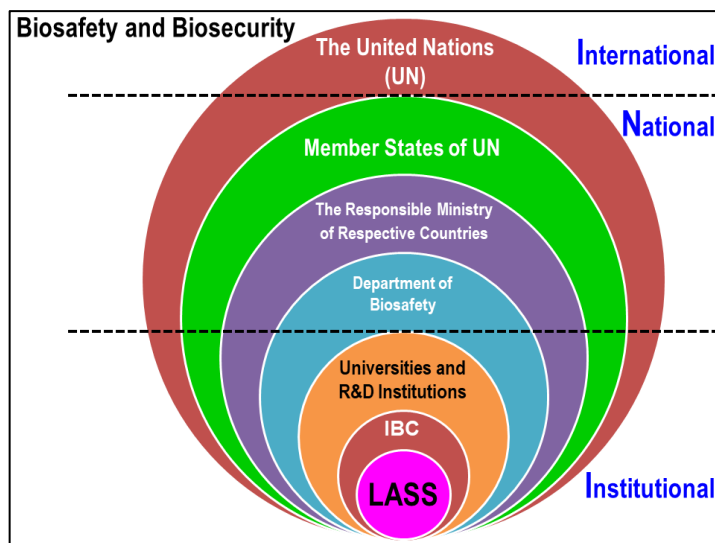 Biosafety and Biosecurity
The United Nations
(UN)
International
National
Member States of UN
The Responsible Ministry
of Respective Countries
Department of
Biosafety
Universities and
R&D Institutions
IBC
LASS
Institutional